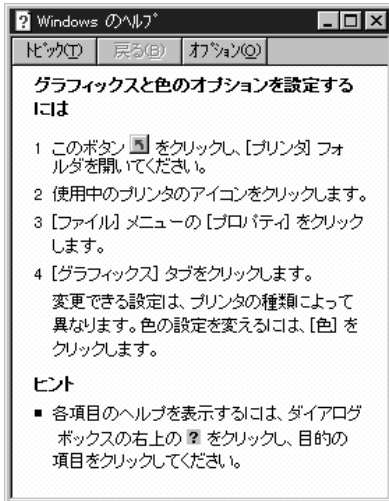 Windows のﾍﾙﾌﾟ
ﾄﾋﾟｯｸ(T) 戻る(B) ｵﾌﾟｼｮﾝ(O)
グラフィックスと色のオプションを設定する
には
1 このボタン をクリックし、[プリンタ] フォ
ルダを開いてください。
2 使用中のプリンタのアイコンをクリックします。
3 [ファイル] メニューの [プロパティ] をクリック
します。
4 [グラフィックス] タブをクリックします。
変更できる設定は、プリンタの種類によって
異なります。色の設定を変えるには、[色] を
クリックします。
ヒント
■ 各項目のヘルプを表示するには、ダイアログ
ボックスの右上の ? をクリックし、目的の
項目をクリックしてください。